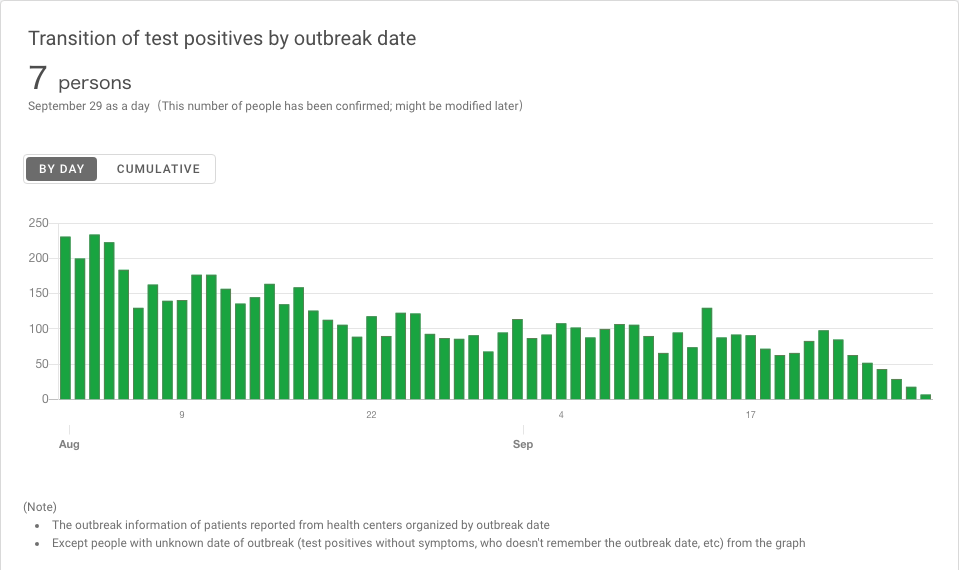 Transition of test positives by outbreak date
7 persons
September 29 as a day（This number of people has been confirmed; might be modified later）
BY DAY CUMULATIVE
250
200
150
100
50
0
9 22 4 17
Aug Sep
(Note)
• The outbreak information of patients reported from health centers organized by outbreak date
• Except people with unknown date of outbreak (test positives without symptoms, who doesn't remember the outbreak date, etc) from the graph